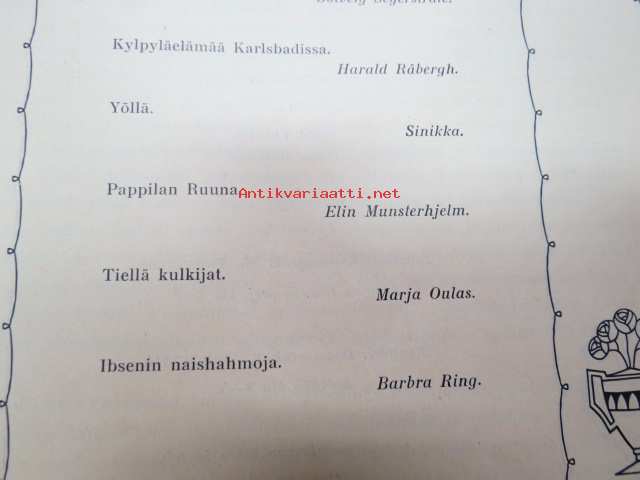 Kylpyläelämää Karlsbadissa.
Harald Råbergh.
Yöllä.
Sinikka.
Pappilan Ruuna
Antikvariaatti.net
Elin Munsterhjelm.
Tiellä kulkijat.
Marja Oulas.
Ibsenin naishahmoja.
Barbra Ring.